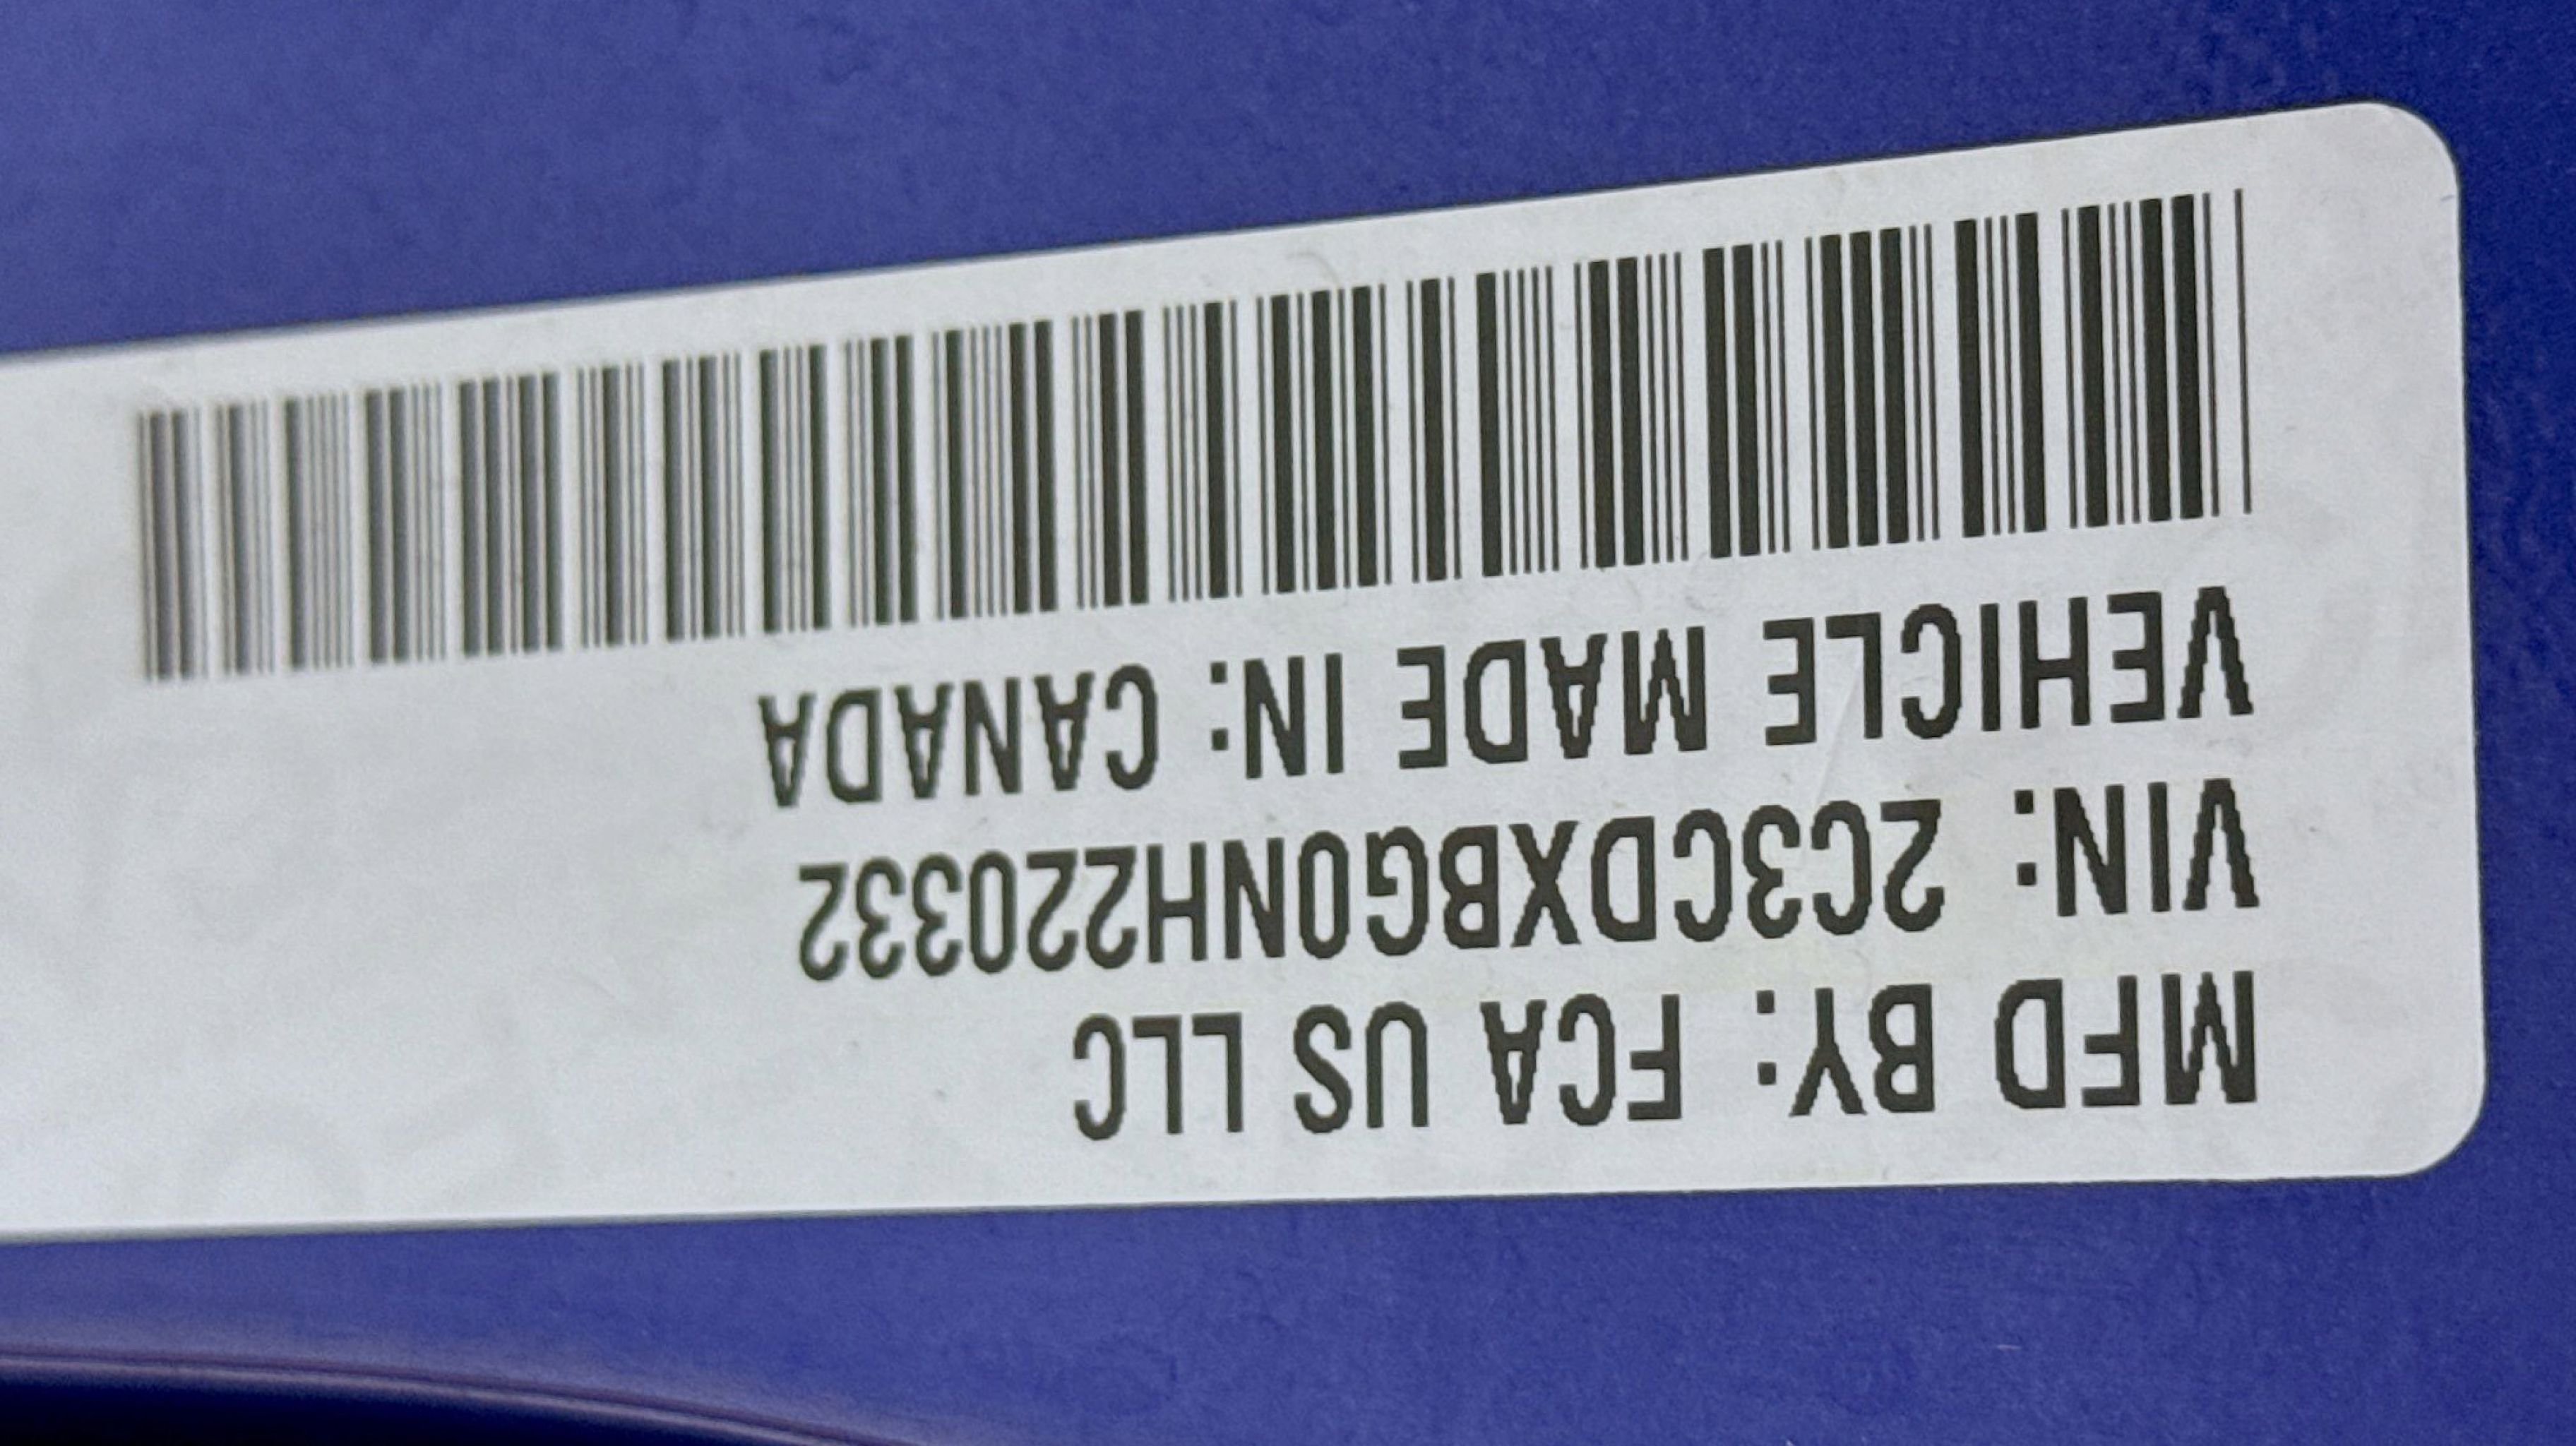 MFD BY: FCA US LLC
VIN: 2C3CDXBG0NH220332
VEHICLE MADE IN: CANADA